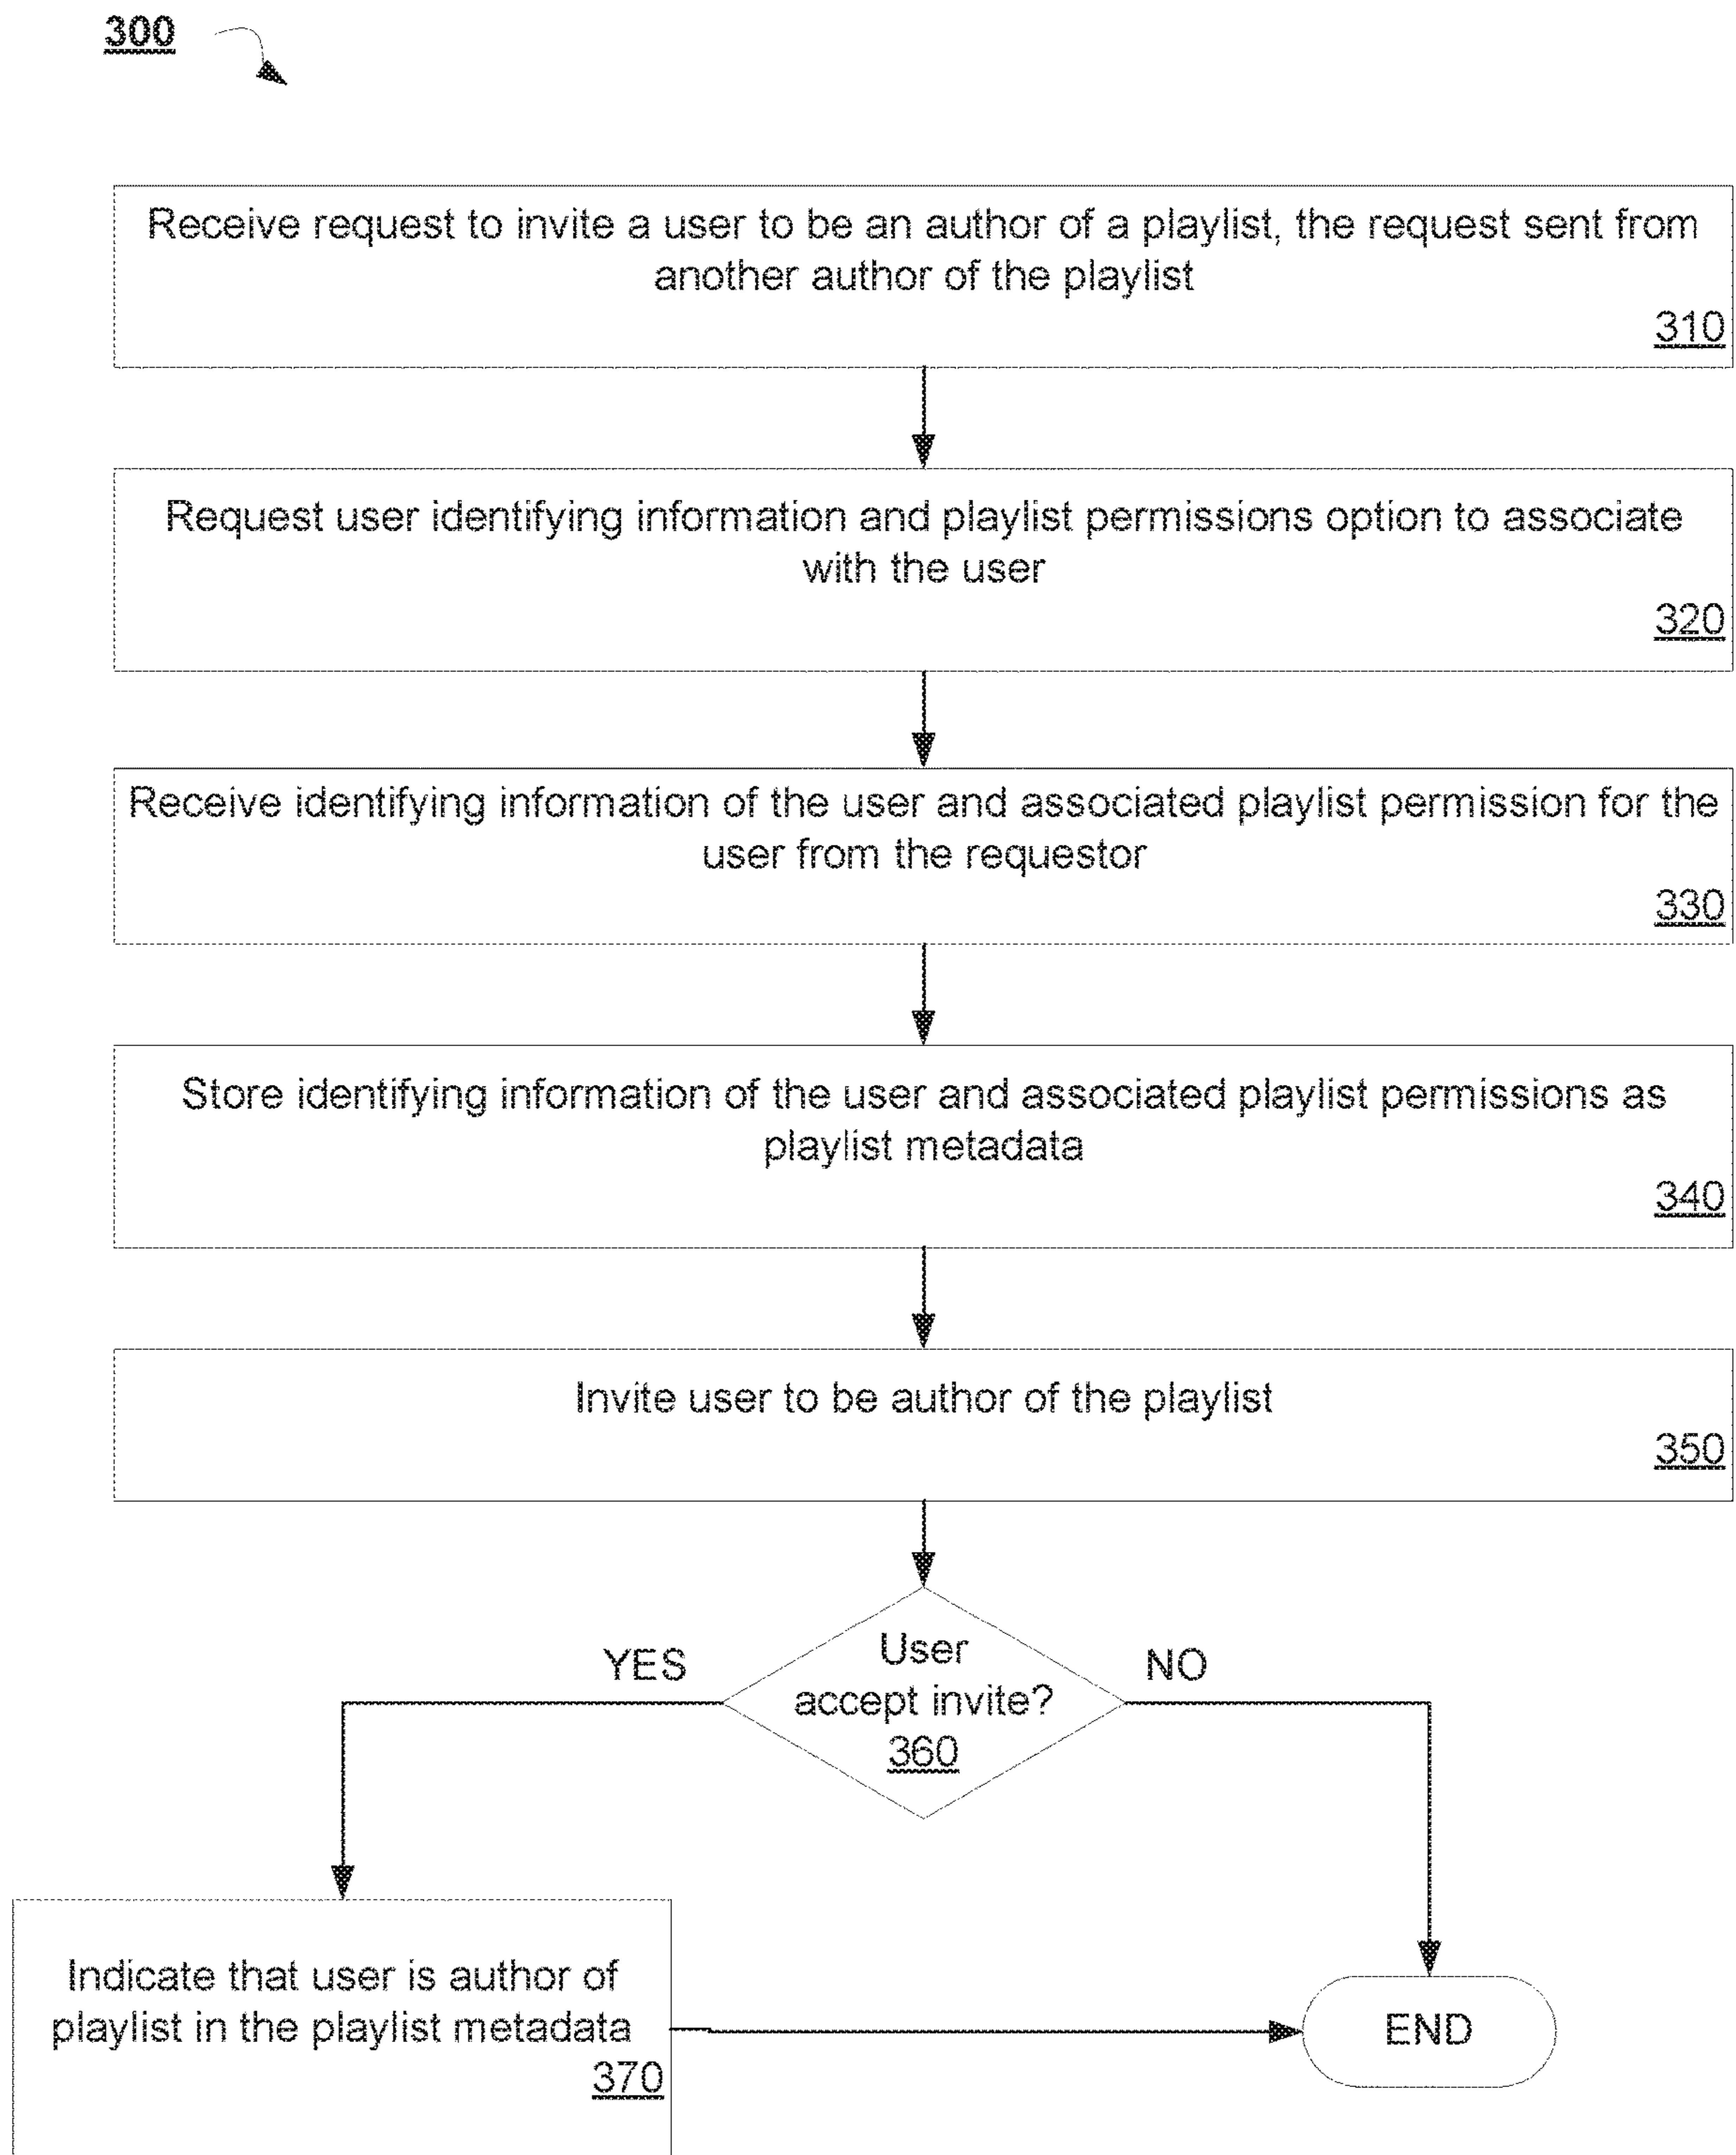 300
Receive request to invite a user to be an author of a playlist, the request sent from
another author of the playlist
310
Request user identifying information and playlist permissions option to associate
with the user
320
Receive identifying information of the user and associated playlist permission for the
user from the requestor
330
Store identifying information of the user and associated playlist permissions as
playlist metadata
340
Invite user to be author of the playlist
350
User
accept invite?
360
YES
NO
Indicate that user is author of
playlist in the playlist metadata
370
END